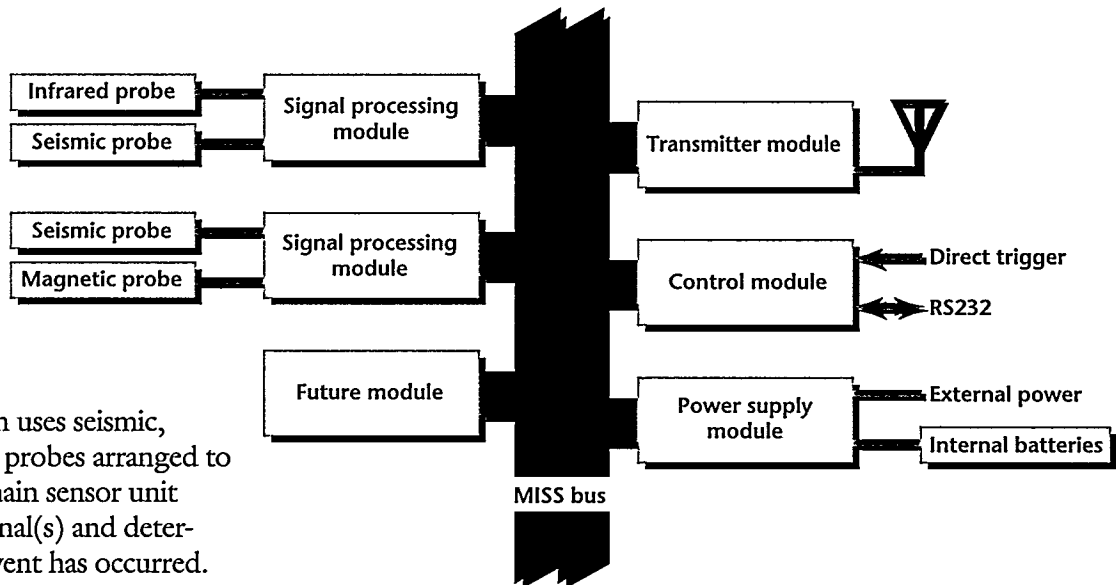 Infrared probe
Seismic probe
Signal processing
module
Seismic probe
Magnetic probe
Signal processing
module
Future module
Transmitter module
Control module
Direct trigger
RS232
Power supply
module
External power
Internal batteries
MISS bus
uses seismic,
probes arranged to
ain sensor unit
nal(s) and deter-
vent has occurred.